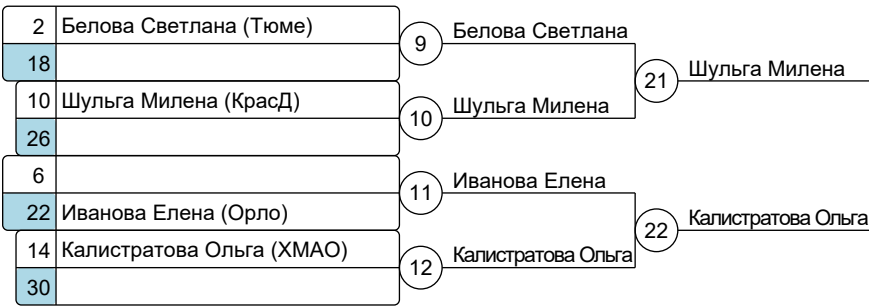 2 Белова Светлана (Тюме)
18
9 Белова Светлана
10 Шульга Милена (КрасД)
26
10 Шульга Милена
21 Шульга Милена
6
22 Иванова Елена (Орло)
11 Иванова Елена
14 Калистратова Ольга (ХМАО)
30
12 Калистратова Ольга
22 Калистратова Ольга